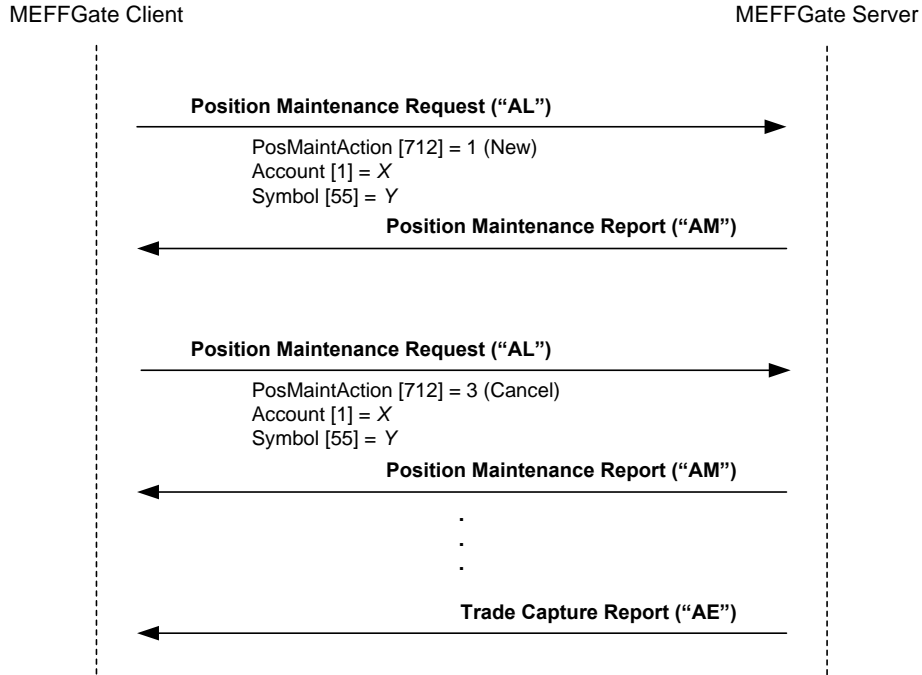 MEFFGate Client
MEFFGate Server
Position Maintenance Request (“AL”)
PosMaintAction [712] = 1 (New)
Account [1] = X
Symbol [55] = Y
Position Maintenance Report (“AM”)
Position Maintenance Request (“AL”)
PosMaintAction [712] = 3 (Cancel)
Account [1] = X
Symbol [55] = Y
Position Maintenance Report (“AM”)
.
.
.
Trade Capture Report (“AE”)